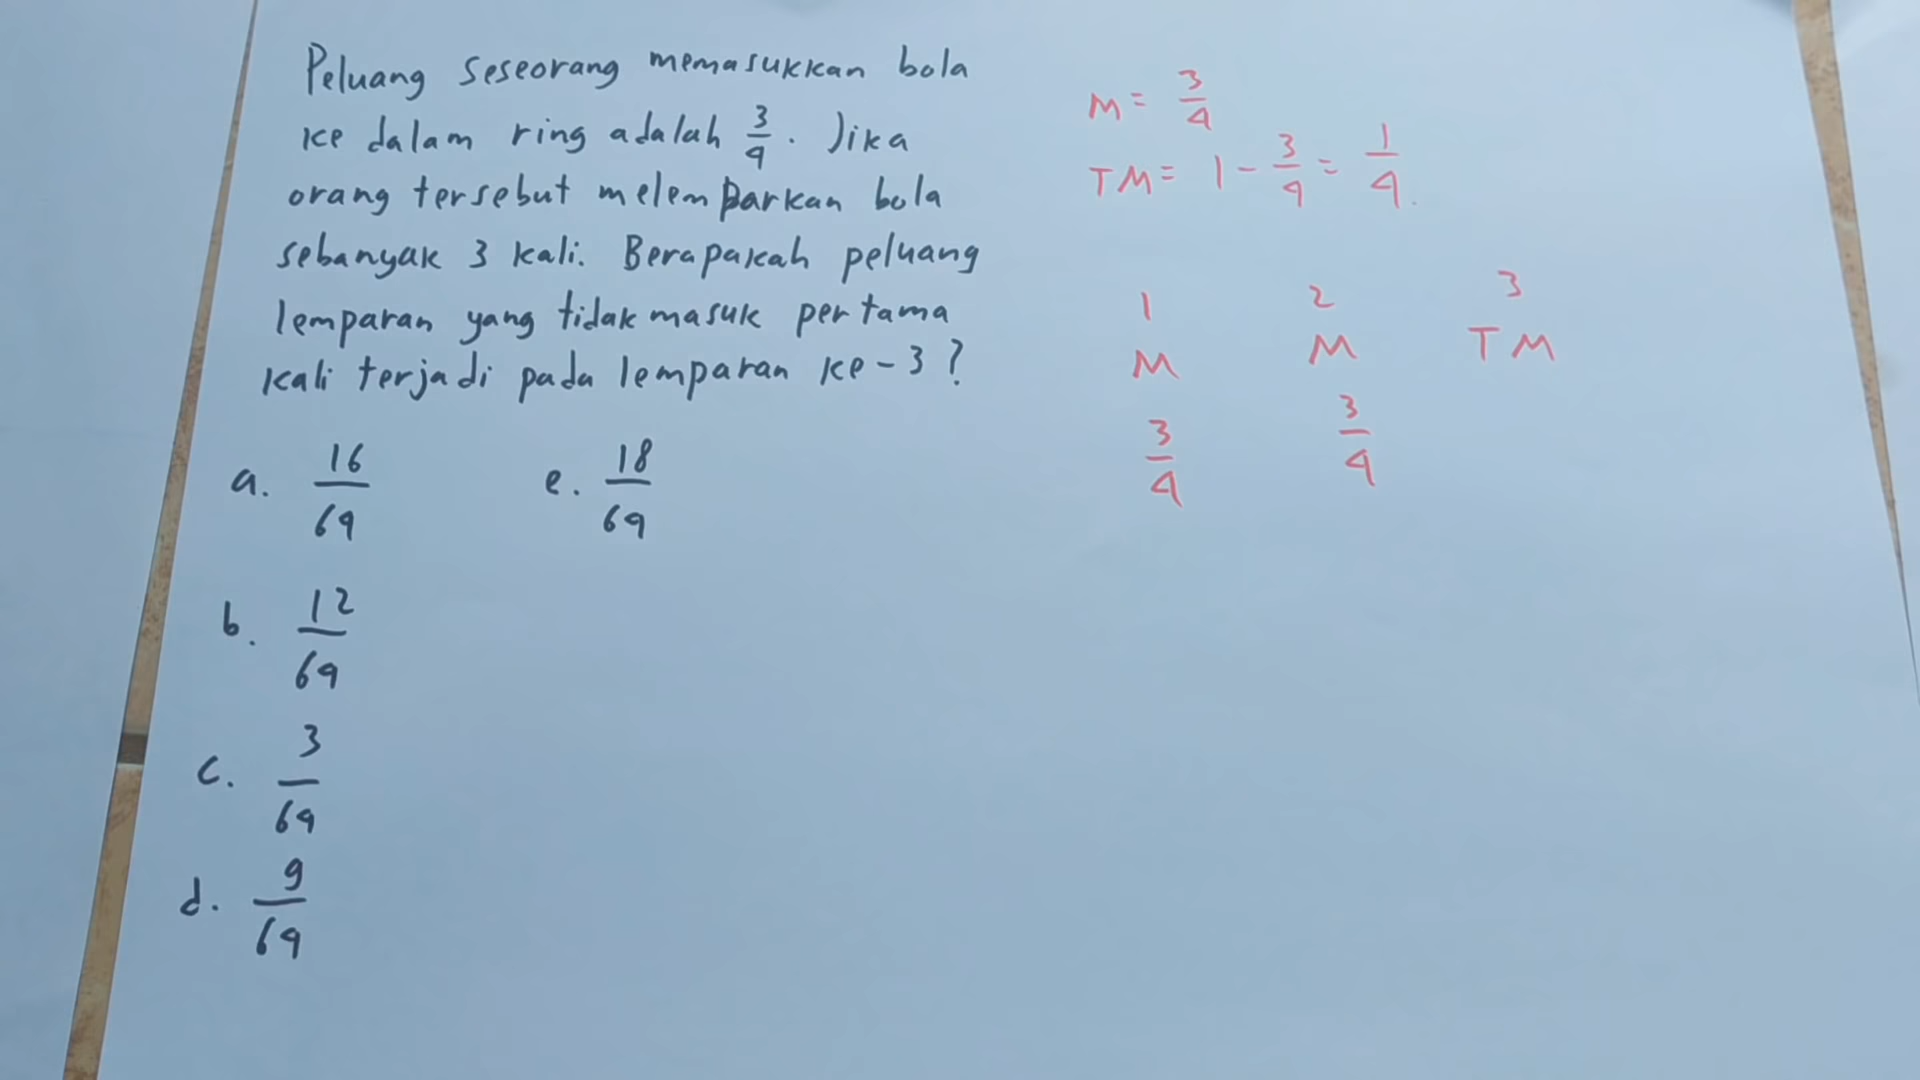 Peluang seseorang memasukkan bola
ke dalam ring adalah 3/4. Jika
orang tersebut melemparkan bola
sebanyak 3 kali. Berapakah peluang
lemparan yang tidak masuk pertama
kali terjadi pada lemparan ke-3?
a. 16/64
e. 18/64
b. 12/64
c. 3/64
d. 9/64
M = 3/4
TM = 1 - 3/4 = 1/4
1 2 3
M M TM
3/4 3/4